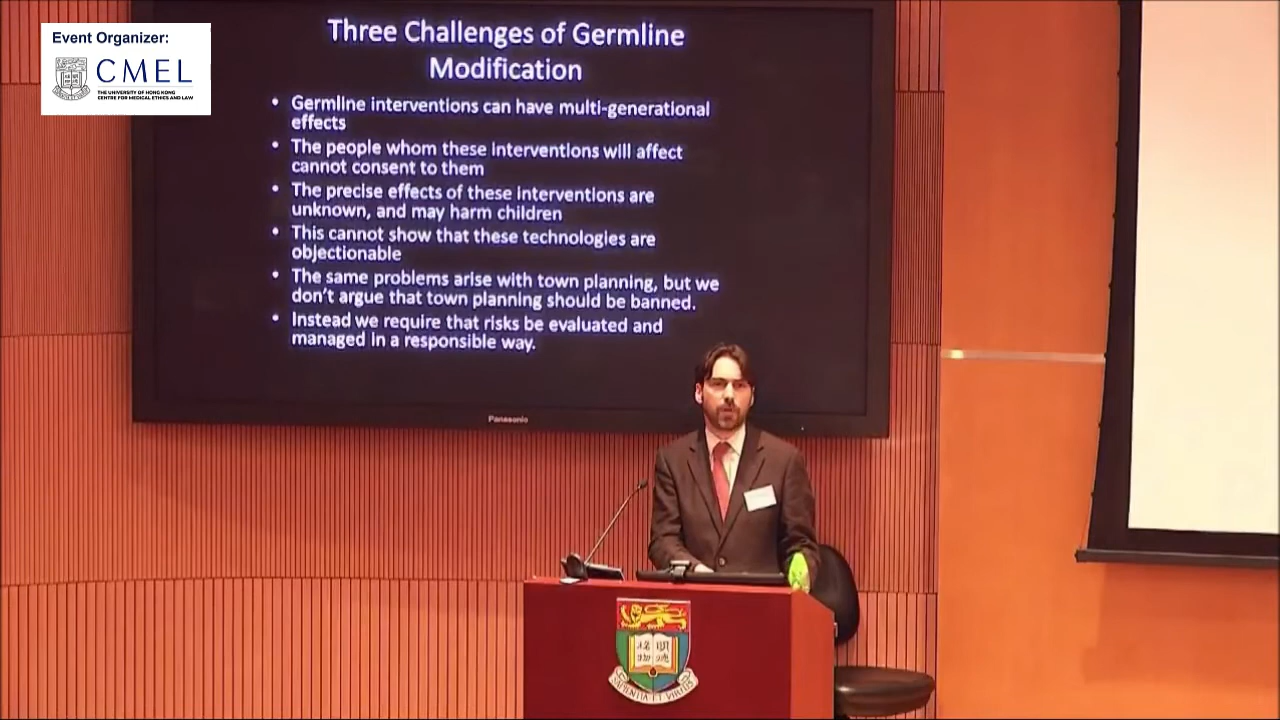 Event Organizer:
CMEL
THE UNIVERSITY OF HONG KONG
CENTRE FOR MEDICAL ETHICS AND LAW
Three Challenges of Germline
Modification
• Germline interventions can have multi-generational
effects
• The people whom these interventions will affect
cannot consent to them
• The precise effects of these interventions are
unknown, and may harm children
• This cannot show that these technologies are
objectionable
• The same problems arise with town planning, but we
don't argue that town planning should be banned.
• Instead we require that risks be evaluated and
managed in a responsible way.
Panasonic
SAPIENTIA ET VIRTUS